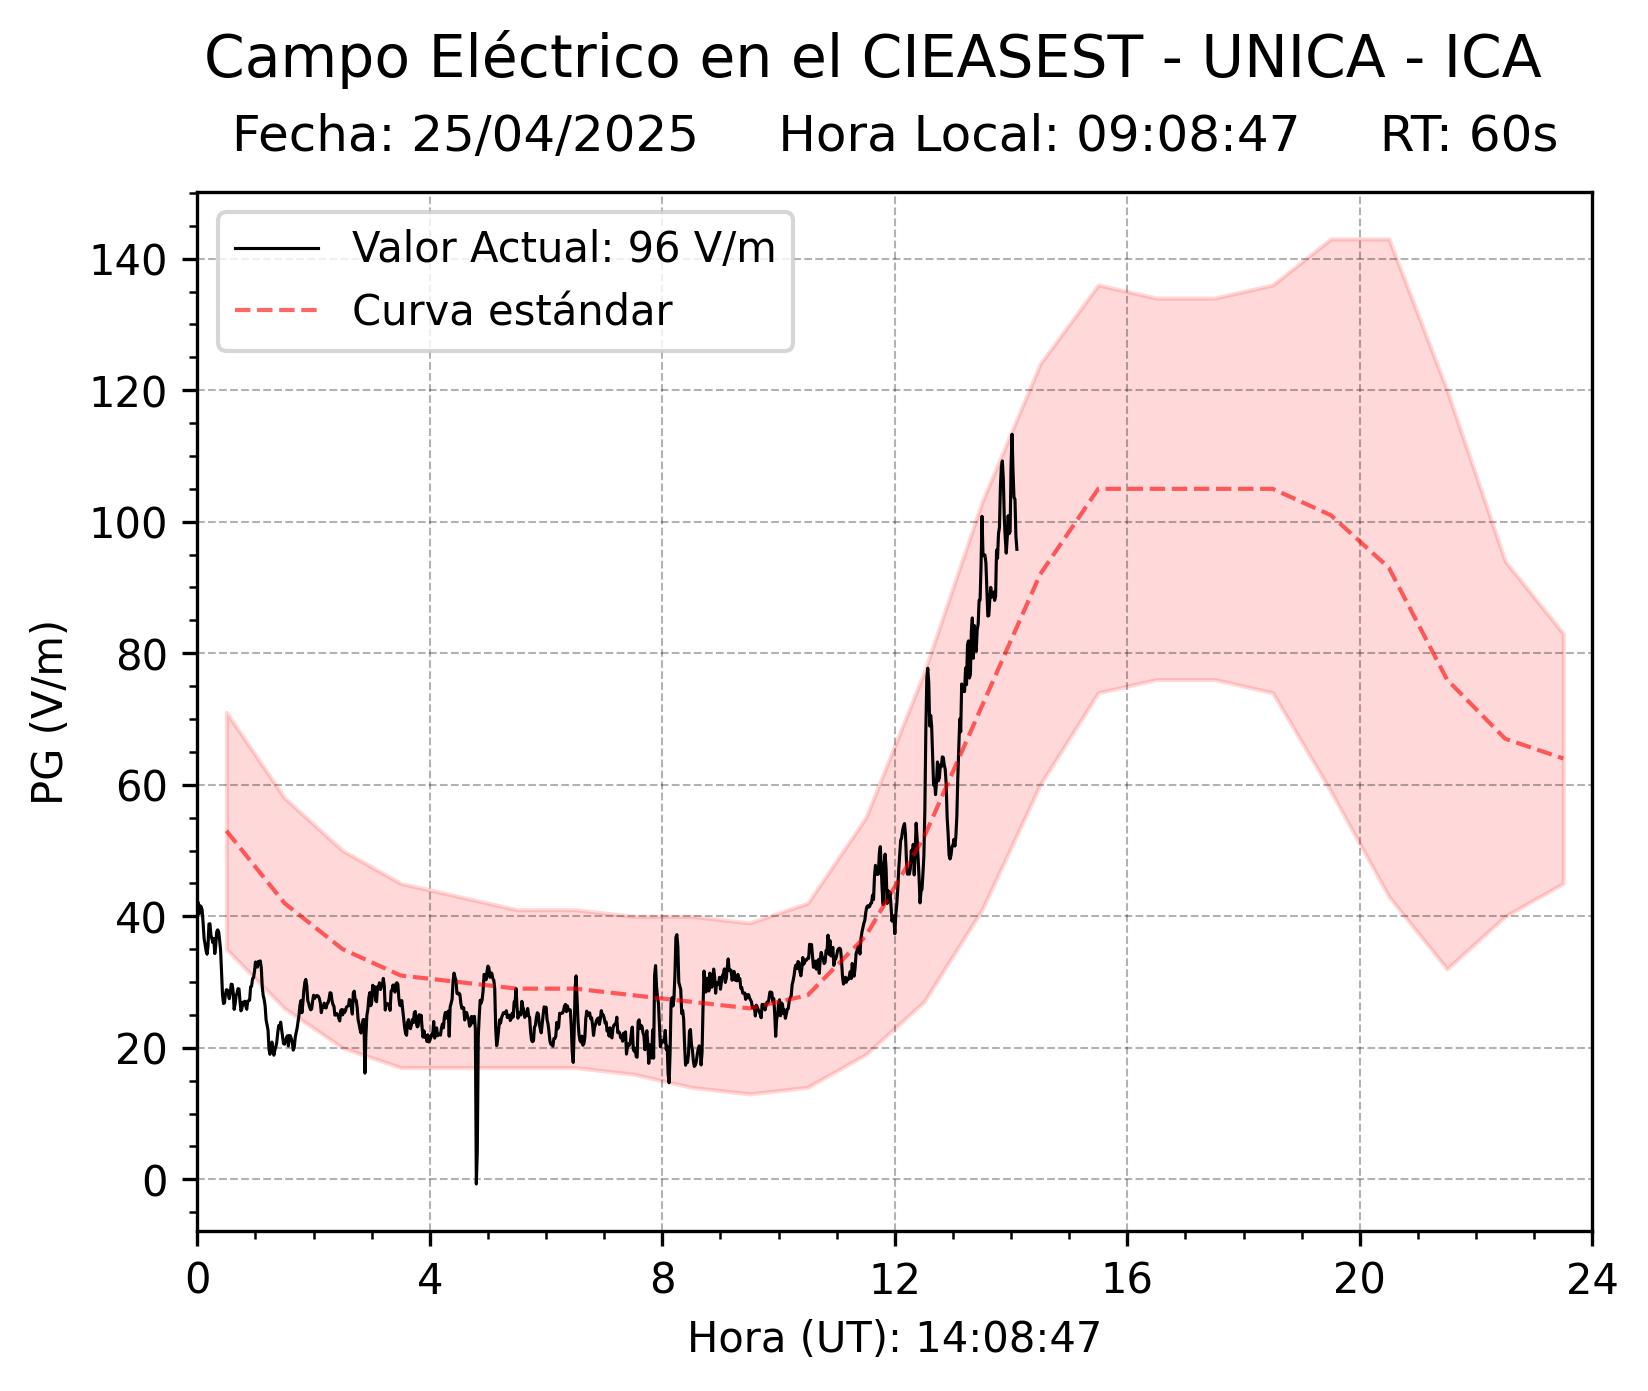 Campo Eléctrico en el CIEASEST - UNICA - ICA
Fecha: 25/04/2025 Hora Local: 09:08:47 RT: 60s
Valor Actual: 96 V/m
Curva estándar
PG (V/m)
140
120
100
80
60
40
20
0
0 4 8 12 16 20 24
Hora (UT): 14:08:47